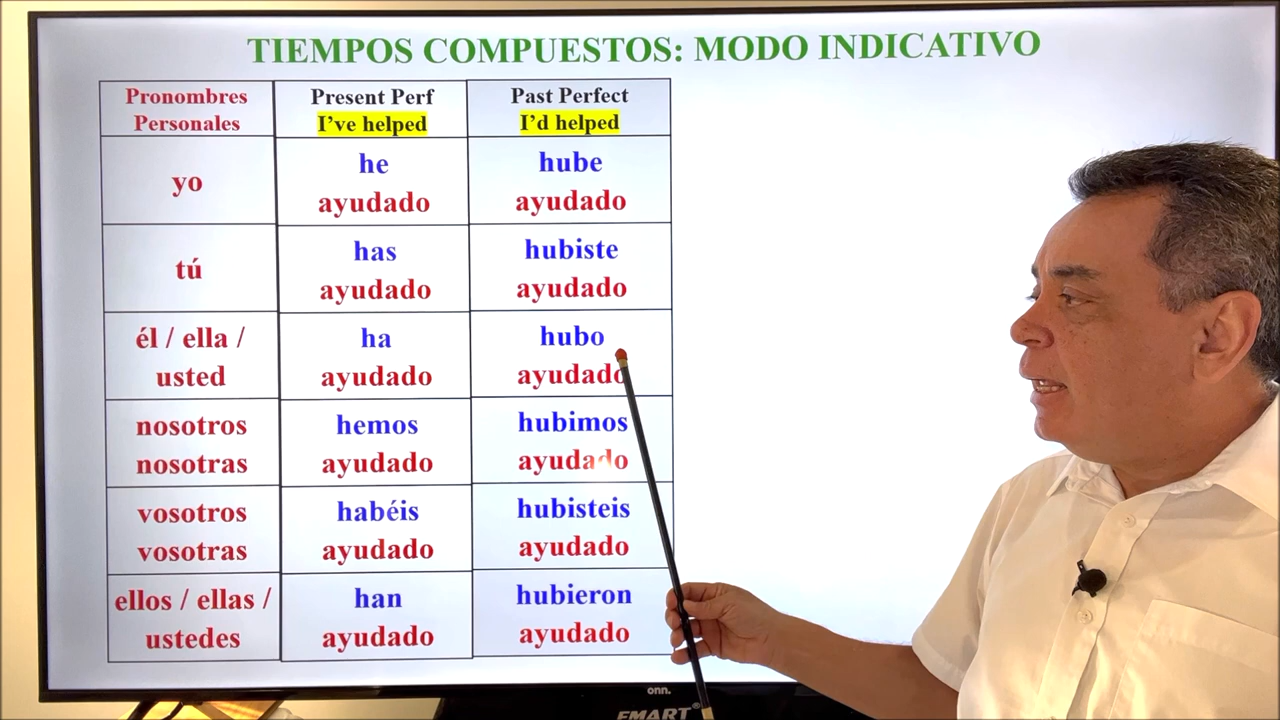 TIEMPOS COMPUESTOS: MODO INDICATIVO
Pronombres Personales
Present Perf
I've helped
Past Perfect
I'd helped
yo
he
ayudado
hube
ayudado
tú
has
ayudado
hubiste
ayudado
él / ella /
usted
ha
ayudado
hubo
ayudado
nosotros
nosotras
hemos
ayudado
hubimos
ayudado
vosotros
vosotras
habéis
ayudado
hubisteis
ayudado
ellos / ellas /
ustedes
han
ayudado
hubieron
ayudado
onn.
EMART®